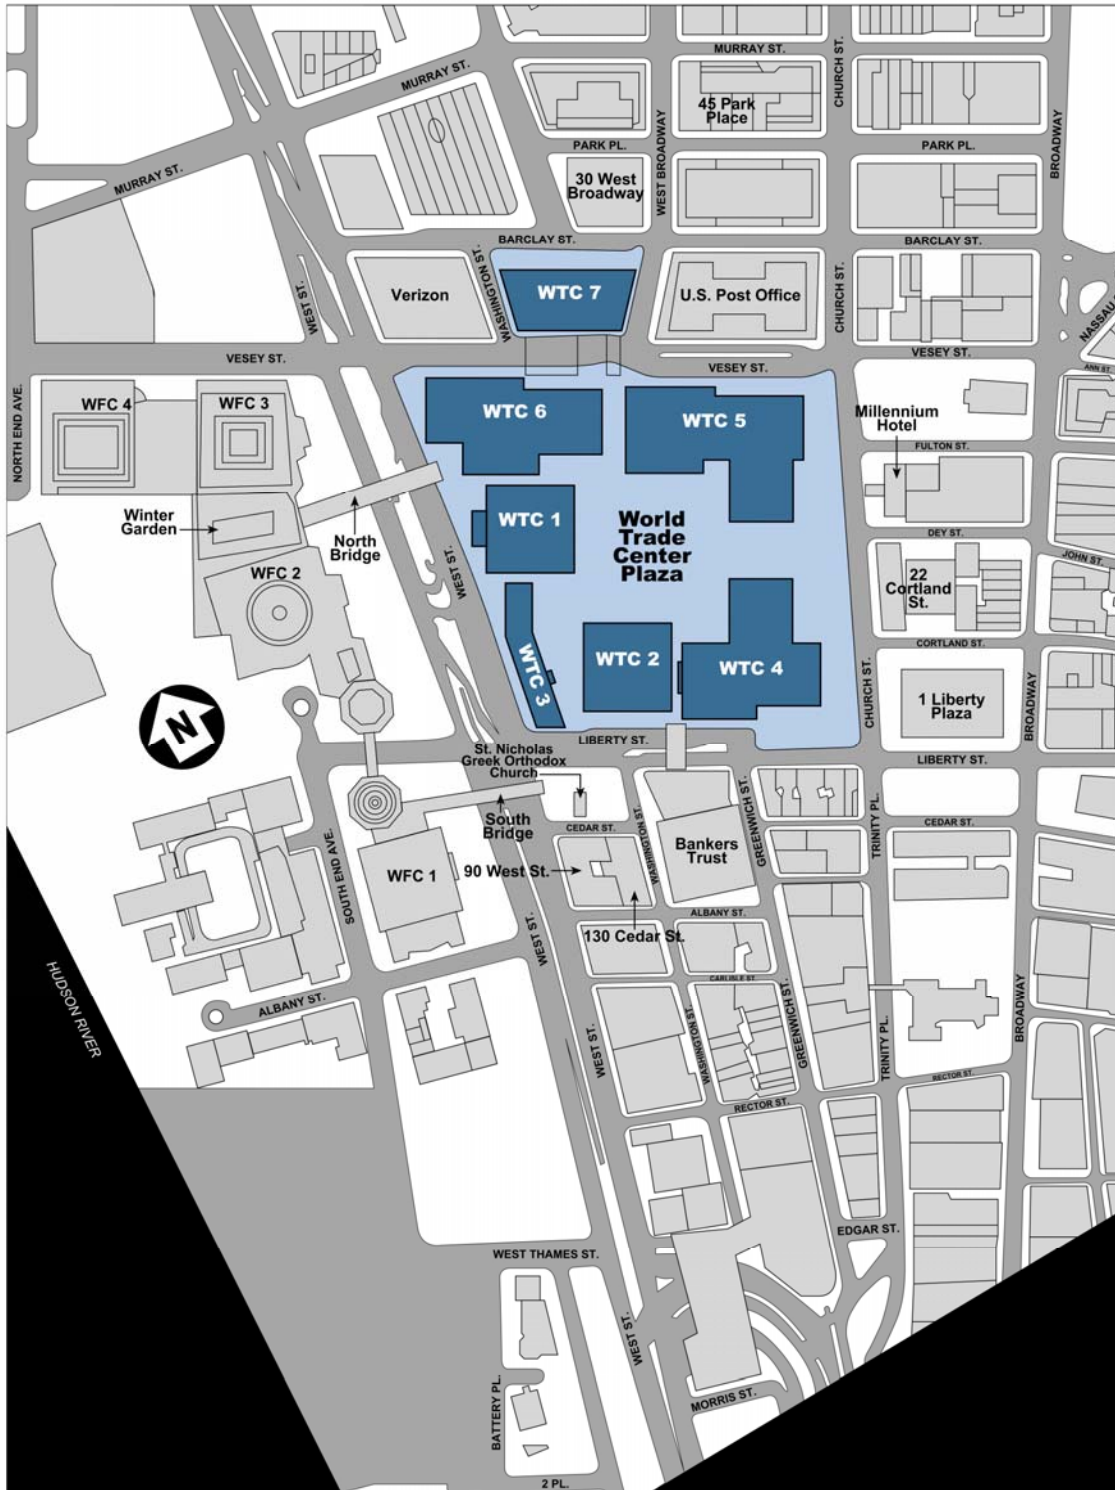 MURRAY ST.
CHURCH ST.
MURRAY ST.
45 Park
Place
PARK PL.
PARK PL.
BROADWAY
MURRAY ST.
30 West
Broadway
WEST BROADWAY
BARCLAY ST.
BARCLAY ST.
WASHINGTON ST.
Verizon
WTC 7
U.S. Post Office
CHURCH ST.
WEST ST.
NASSAU
VESEY ST.
VESEY ST.
VESEY ST.
ANN ST.
NORTH END AVE.
WFC 4
WFC 3
WTC 6
WTC 5
Millennium
Hotel
FULTON ST.
Winter
Garden
North
Bridge
WTC 1
World
Trade
Center
Plaza
DEY ST.
JOHN ST.
WFC 2
WEST ST.
22
Cortland
St.
CORTLAND ST.
WTC 3
WTC 2
WTC 4
CHURCH ST.
1 Liberty
Plaza
BROADWAY
N
LIBERTY ST.
LIBERTY ST.
St. Nicholas
Greek Orthodox
Church
South
Bridge
CEDAR ST.
WASHINGTON ST.
GREENWICH ST.
TRINITY PL.
CEDAR ST.
Bankers
Trust
SOUTH END AVE.
WFC 1
90 West St.
ALBANY ST.
130 Cedar St.
WEST ST.
CARLISLE ST.
HUDSON RIVER
ALBANY ST.
WEST ST.
WASHINGTON ST.
GREENWICH ST.
TRINITY PL.
BROADWAY
RECTOR ST.
RECTOR ST.
EDGAR ST.
WEST THAMES ST.
WEST ST.
BATTERY PL.
MORRIS ST.
2 PL.